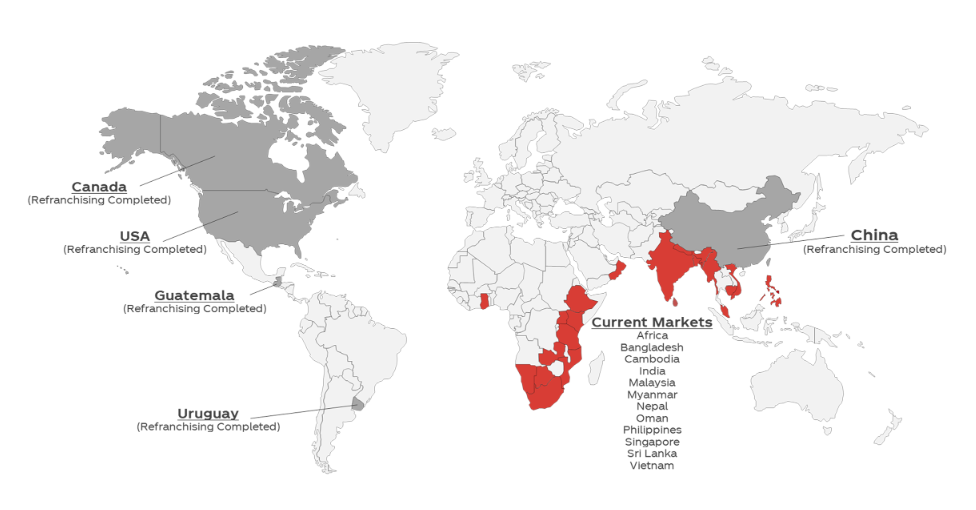 Canada
(Refranchising Completed)
USA
(Refranchising Completed)
China
(Refranchising Completed)
Guatemala
(Refranchising Completed)
Current Markets
Africa
Bangladesh
Cambodia
India
Malaysia
Myanmar
Nepal
Oman
Philippines
Singapore
Sri Lanka
Vietnam
Uruguay
(Refranchising Completed)